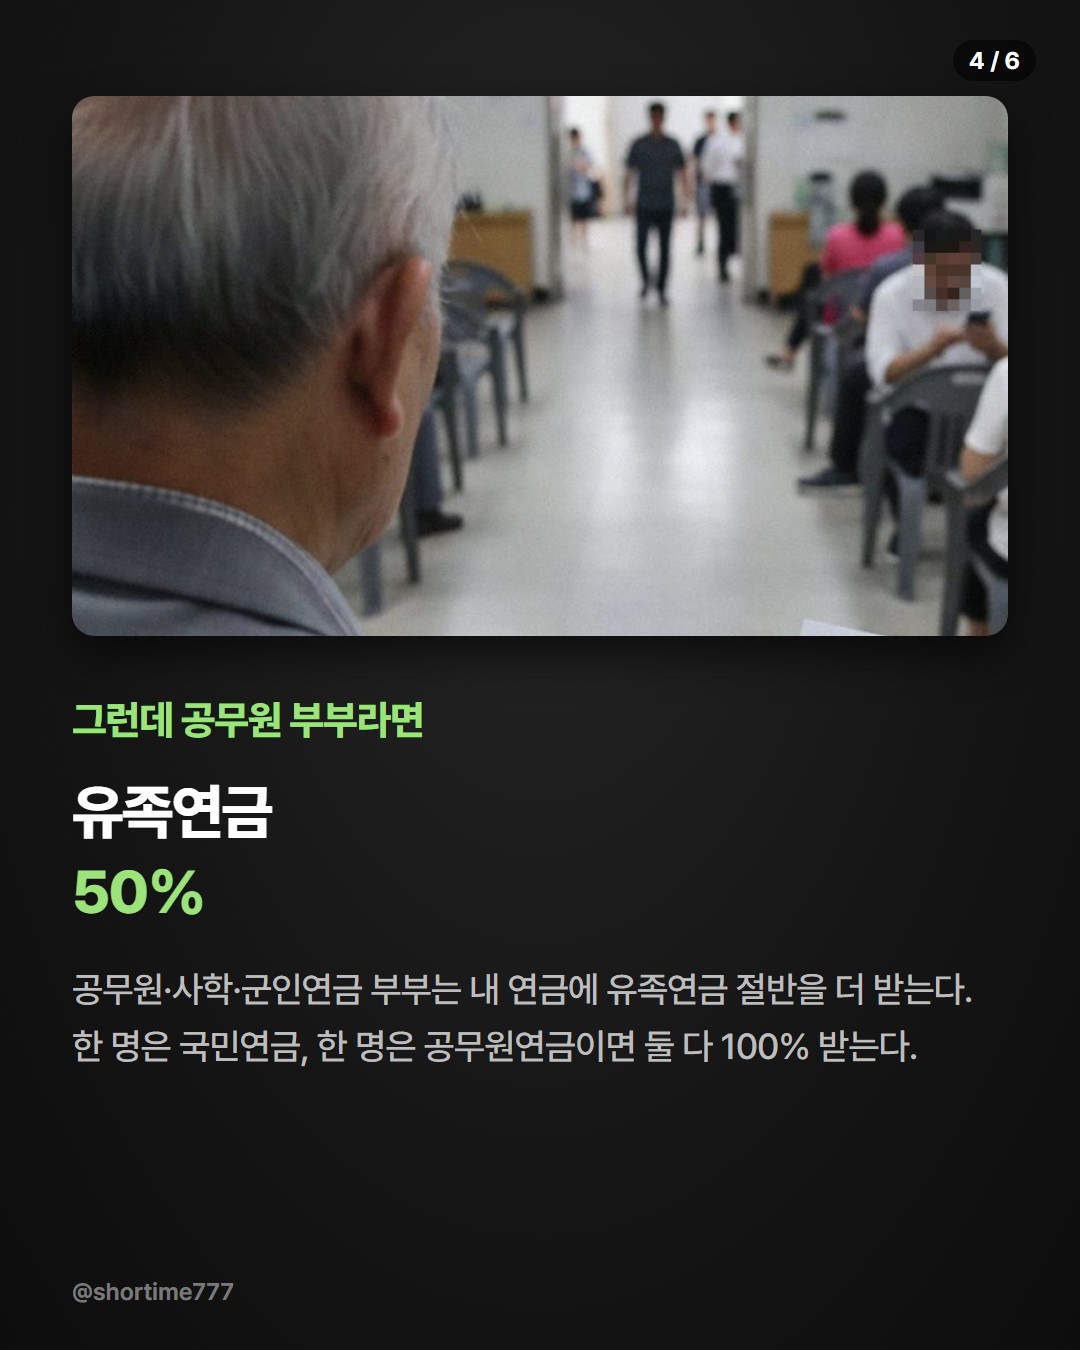 4 / 6
그런데 공무원 부부라면
유족연금
50%
공무원·사학·군인연금 부부는 내 연금에 유족연금 절반을 더 받는다.
한 명은 국민연금, 한 명은 공무원연금이면 둘 다 100% 받는다.
@shortime777